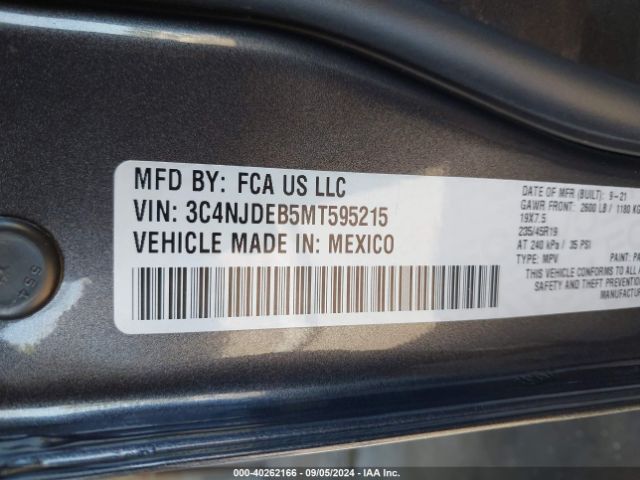 MFD BY: FCA US LLC
VIN: 3C4NJDEB5MT595215
VEHICLE MADE IN: MEXICO
DATE OF MFR (BUILT): 9-21
GAWR FRONT: 2600 LB / 1180 KG
19X7.5
235/45R19
AT 240 kPa / 35 PSI
TYPE: MPV PAINT: PA
THIS VEHICLE CONFORMS TO ALL
SAFETY AND THEFT PREVENTION
MANUFACTU
000-40262166 - 09/05/2024 - IAA Inc.